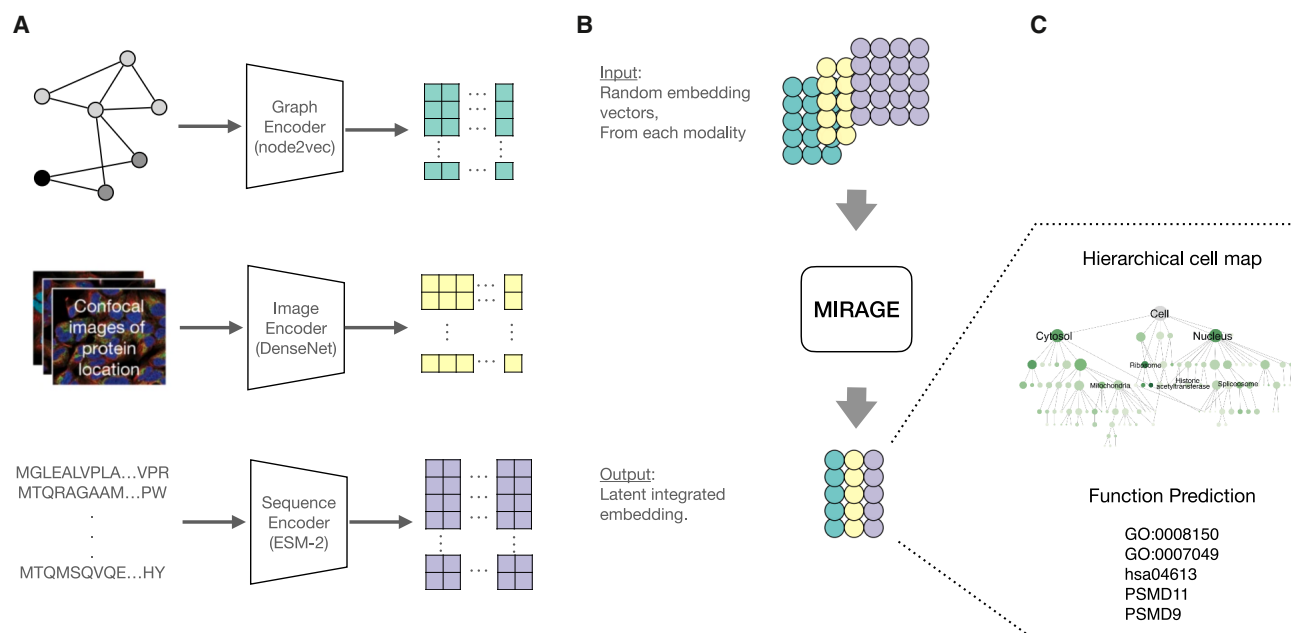 A
Graph
Encoder
(node2vec)
Confocal
images of
protein
location
Image
Encoder
(DenseNet)
MGLEALVPLA...VPR
MTQRAGAAM...PW
MTQMSQVQE...HY
Sequence
Encoder
(ESM-2)
B
Input:
Random embedding
vectors,
From each modality
MIRAGE
Output:
Latent integrated
embedding.
C
Hierarchical cell map
Cell
Cytosol
Nucleus
Ribosome
Mitochondria
Histone
acetyltransferase
Spliceosome
Function Prediction
GO:0008150
GO:0007049
hsa04613
PSMD11
PSMD9